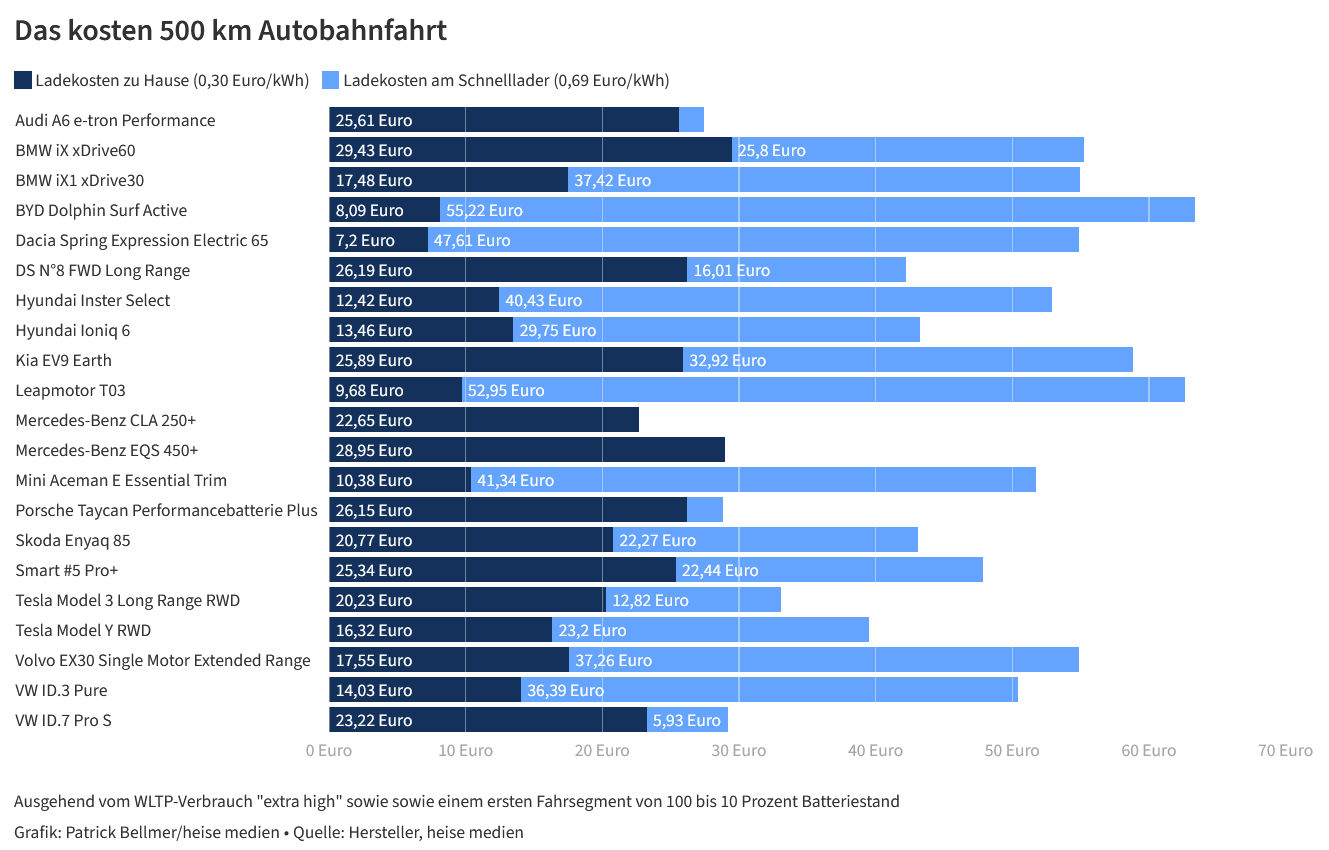 Das kosten 500 km Autobahnfahrt
Ladekosten zu Hause (0,30 Euro/kWh) Ladekosten am Schnelllader (0,69 Euro/kWh)
Audi A6 e-tron Performance 25,61 Euro
BMW iX xDrive60 29,43 Euro 25,8 Euro
BMW iX1 xDrive30 17,48 Euro 37,42 Euro
BYD Dolphin Surf Active 8,09 Euro 55,22 Euro
Dacia Spring Expression Electric 65 7,2 Euro 47,61 Euro
DS N°8 FWD Long Range 26,19 Euro 16,01 Euro
Hyundai Inster Select 12,42 Euro 40,43 Euro
Hyundai Ioniq 6 13,46 Euro 29,75 Euro
Kia EV9 Earth 25,89 Euro 32,92 Euro
Leapmotor T03 9,68 Euro 52,95 Euro
Mercedes-Benz CLA 250+ 22,65 Euro
Mercedes-Benz EQS 450+ 28,95 Euro
Mini Aceman E Essential Trim 10,38 Euro 41,34 Euro
Porsche Taycan Performancebatterie Plus 26,15 Euro
Skoda Enyaq 85 20,77 Euro 22,27 Euro
Smart #5 Pro+ 25,34 Euro 22,44 Euro
Tesla Model 3 Long Range RWD 20,23 Euro 12,82 Euro
Tesla Model Y RWD 16,32 Euro 23,2 Euro
Volvo EX30 Single Motor Extended Range 17,55 Euro 37,26 Euro
VW ID.3 Pure 14,03 Euro 36,39 Euro
VW ID.7 Pro S 23,22 Euro 5,93 Euro
0 Euro 10 Euro 20 Euro 30 Euro 40 Euro 50 Euro 60 Euro 70 Euro
Ausgehend vom WLTP-Verbrauch "extra high" sowie sowie einem ersten Fahrsegment von 100 bis 10 Prozent Batteriestand
Grafik: Patrick Bellmer/heise medien • Quelle: Hersteller, heise medien